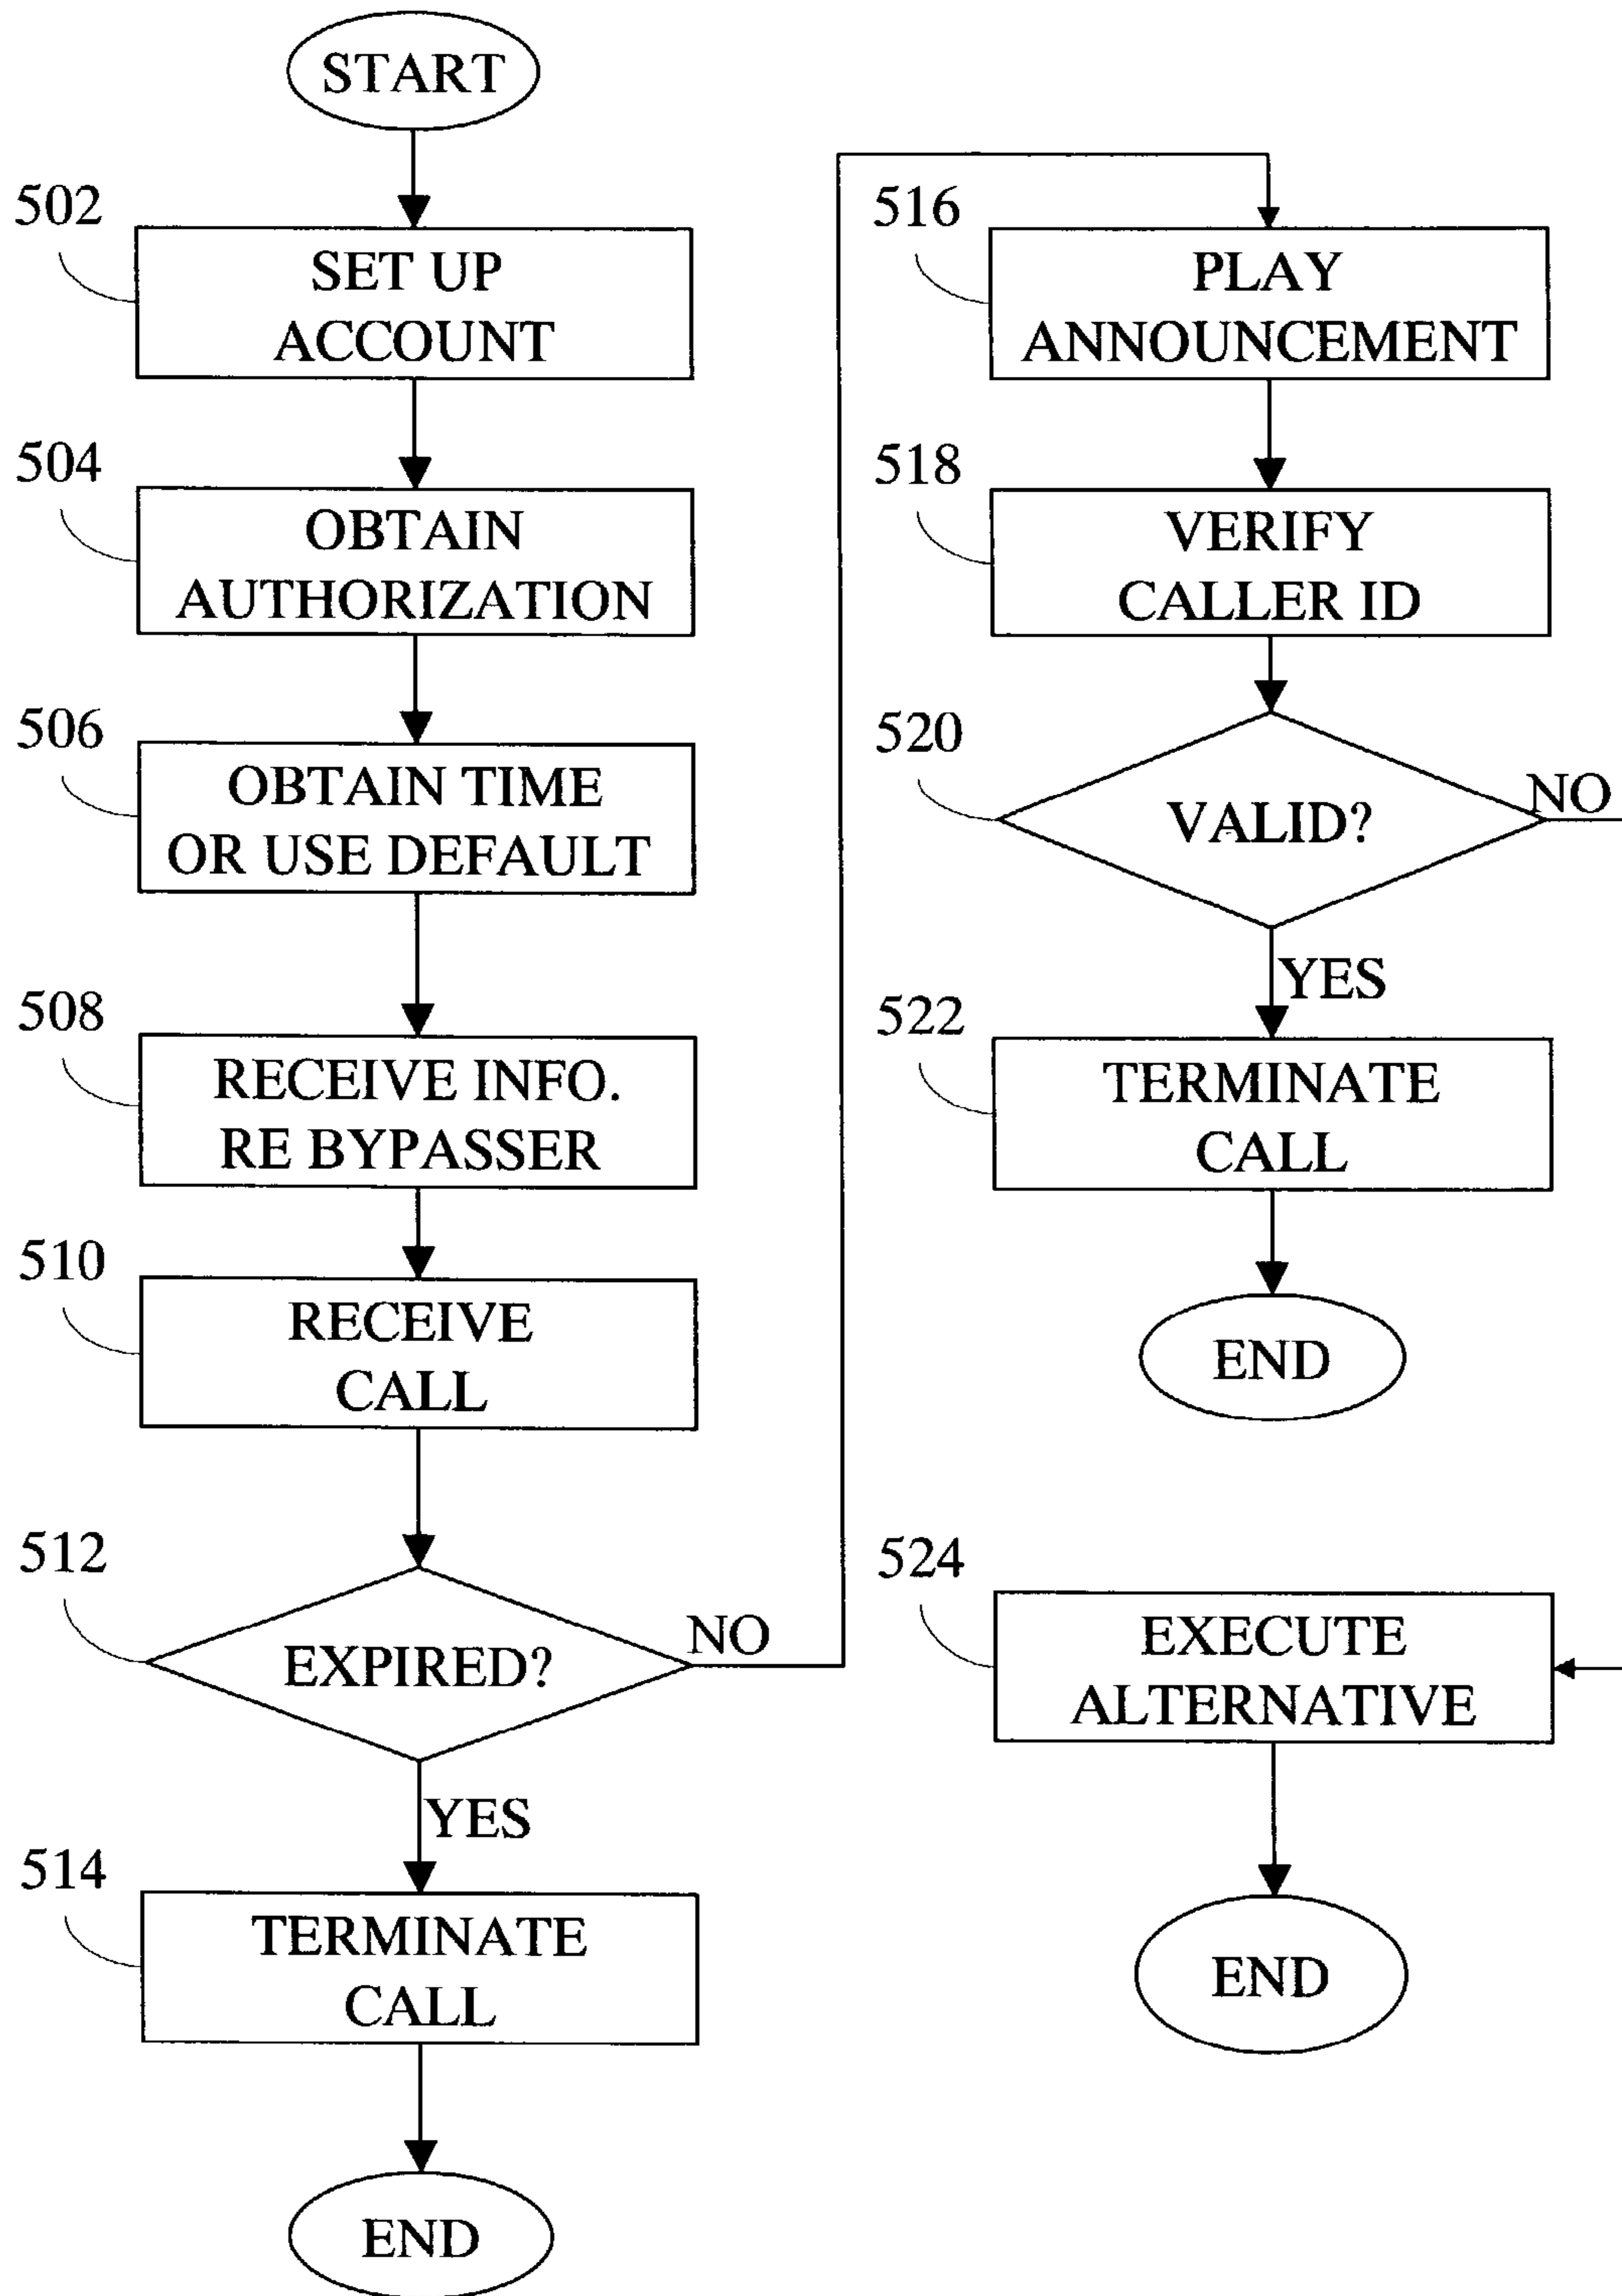 START
502
SET UP
ACCOUNT
504
OBTAIN
AUTHORIZATION
506
OBTAIN TIME
OR USE DEFAULT
508
RECEIVE INFO.
RE BYPASSER
510
RECEIVE
CALL
512
EXPIRED?
NO
YES
514
TERMINATE
CALL
END
516
PLAY
ANNOUNCEMENT
518
VERIFY
CALLER ID
520
VALID?
NO
YES
522
TERMINATE
CALL
END
524
EXECUTE
ALTERNATIVE
END